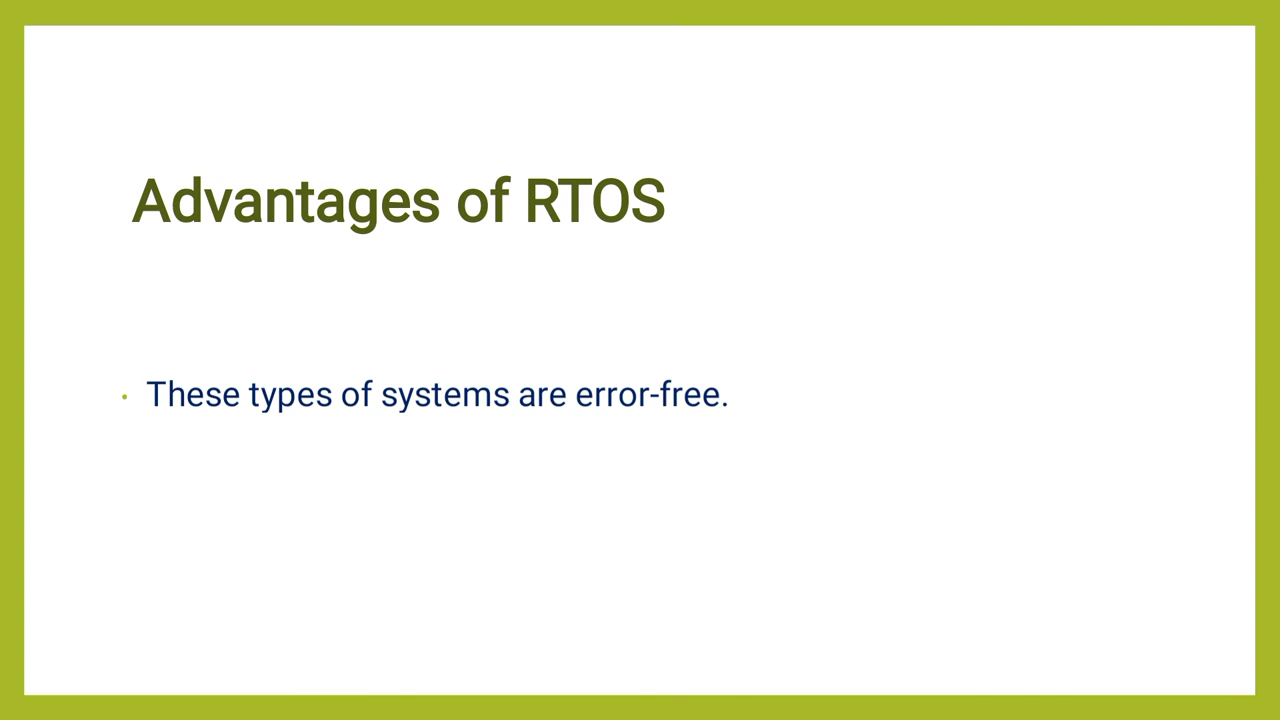 Advantages of RTOS
• These types of systems are error-free.